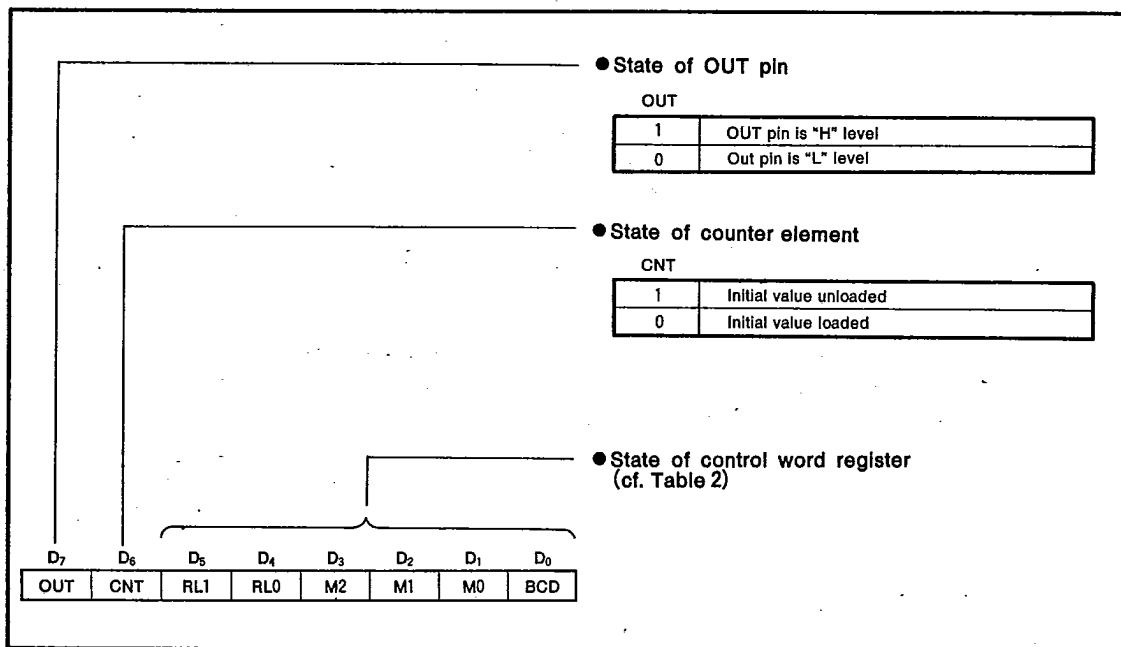 ● State of OUT pin
OUT
1 OUT pin is "H" level
0 Out pin is "L" level
● State of counter element
CNT
1 Initial value unloaded
0 Initial value loaded
● State of control word register
(cf. Table 2)
D₇ D₆ D₅ D₄ D₃ D₂ D₁ D₀
OUT CNT RL1 RL0 M2 M1 M0 BCD